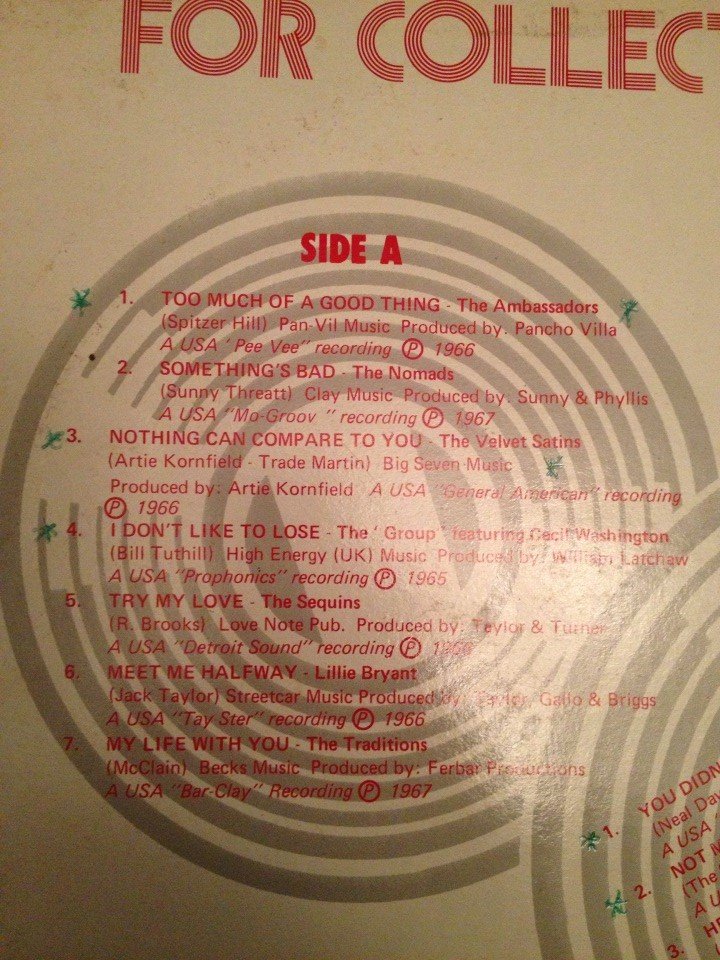 FOR COLLEC
SIDE A
1. TOO MUCH OF A GOOD THING - The Ambassadors
(Spitzer Hill) Pan-Vil Music Produced by: Pancho Villa
A USA ‘Pee Vee” recording Ⓟ 1966
2. SOMETHING'S BAD - The Nomads
(Sunny Threatt) Clay Music Produced by: Sunny & Phyllis
A USA “Mo-Groov ” recording Ⓟ 1967
3. NOTHING CAN COMPARE TO YOU - The Velvet Satins
(Artie Kornfield - Trade Martin) Big Seven Music
Produced by: Artie Kornfield A USA “General American” recording
Ⓟ 1966
4. I DON'T LIKE TO LOSE - The ‘Group’ featuring Cecil Washington
(Bill Tuthill) High Energy (UK) Music Produced by: William Latchaw
A USA “Prophonics” recording Ⓟ 1965
5. TRY MY LOVE - The Sequins
(R. Brooks) Love Note Pub. Produced by: Taylor & Turner
A USA “Detroit Sound” recording Ⓟ
6. MEET ME HALFWAY - Lillie Bryant
(Jack Taylor) Streetcar Music Produced by: Taylor, Gallo & Briggs
A USA “Tay Ster” recording Ⓟ 1966
7. MY LIFE WITH YOU - The Traditions
(McClain) Becks Music Produced by: Ferbar Productions
A USA “Bar-Clay” Recording Ⓟ 1967
1. YOU DIDN
(Neal Dav
A USA
2. NOT M
(The
A U
3. HE